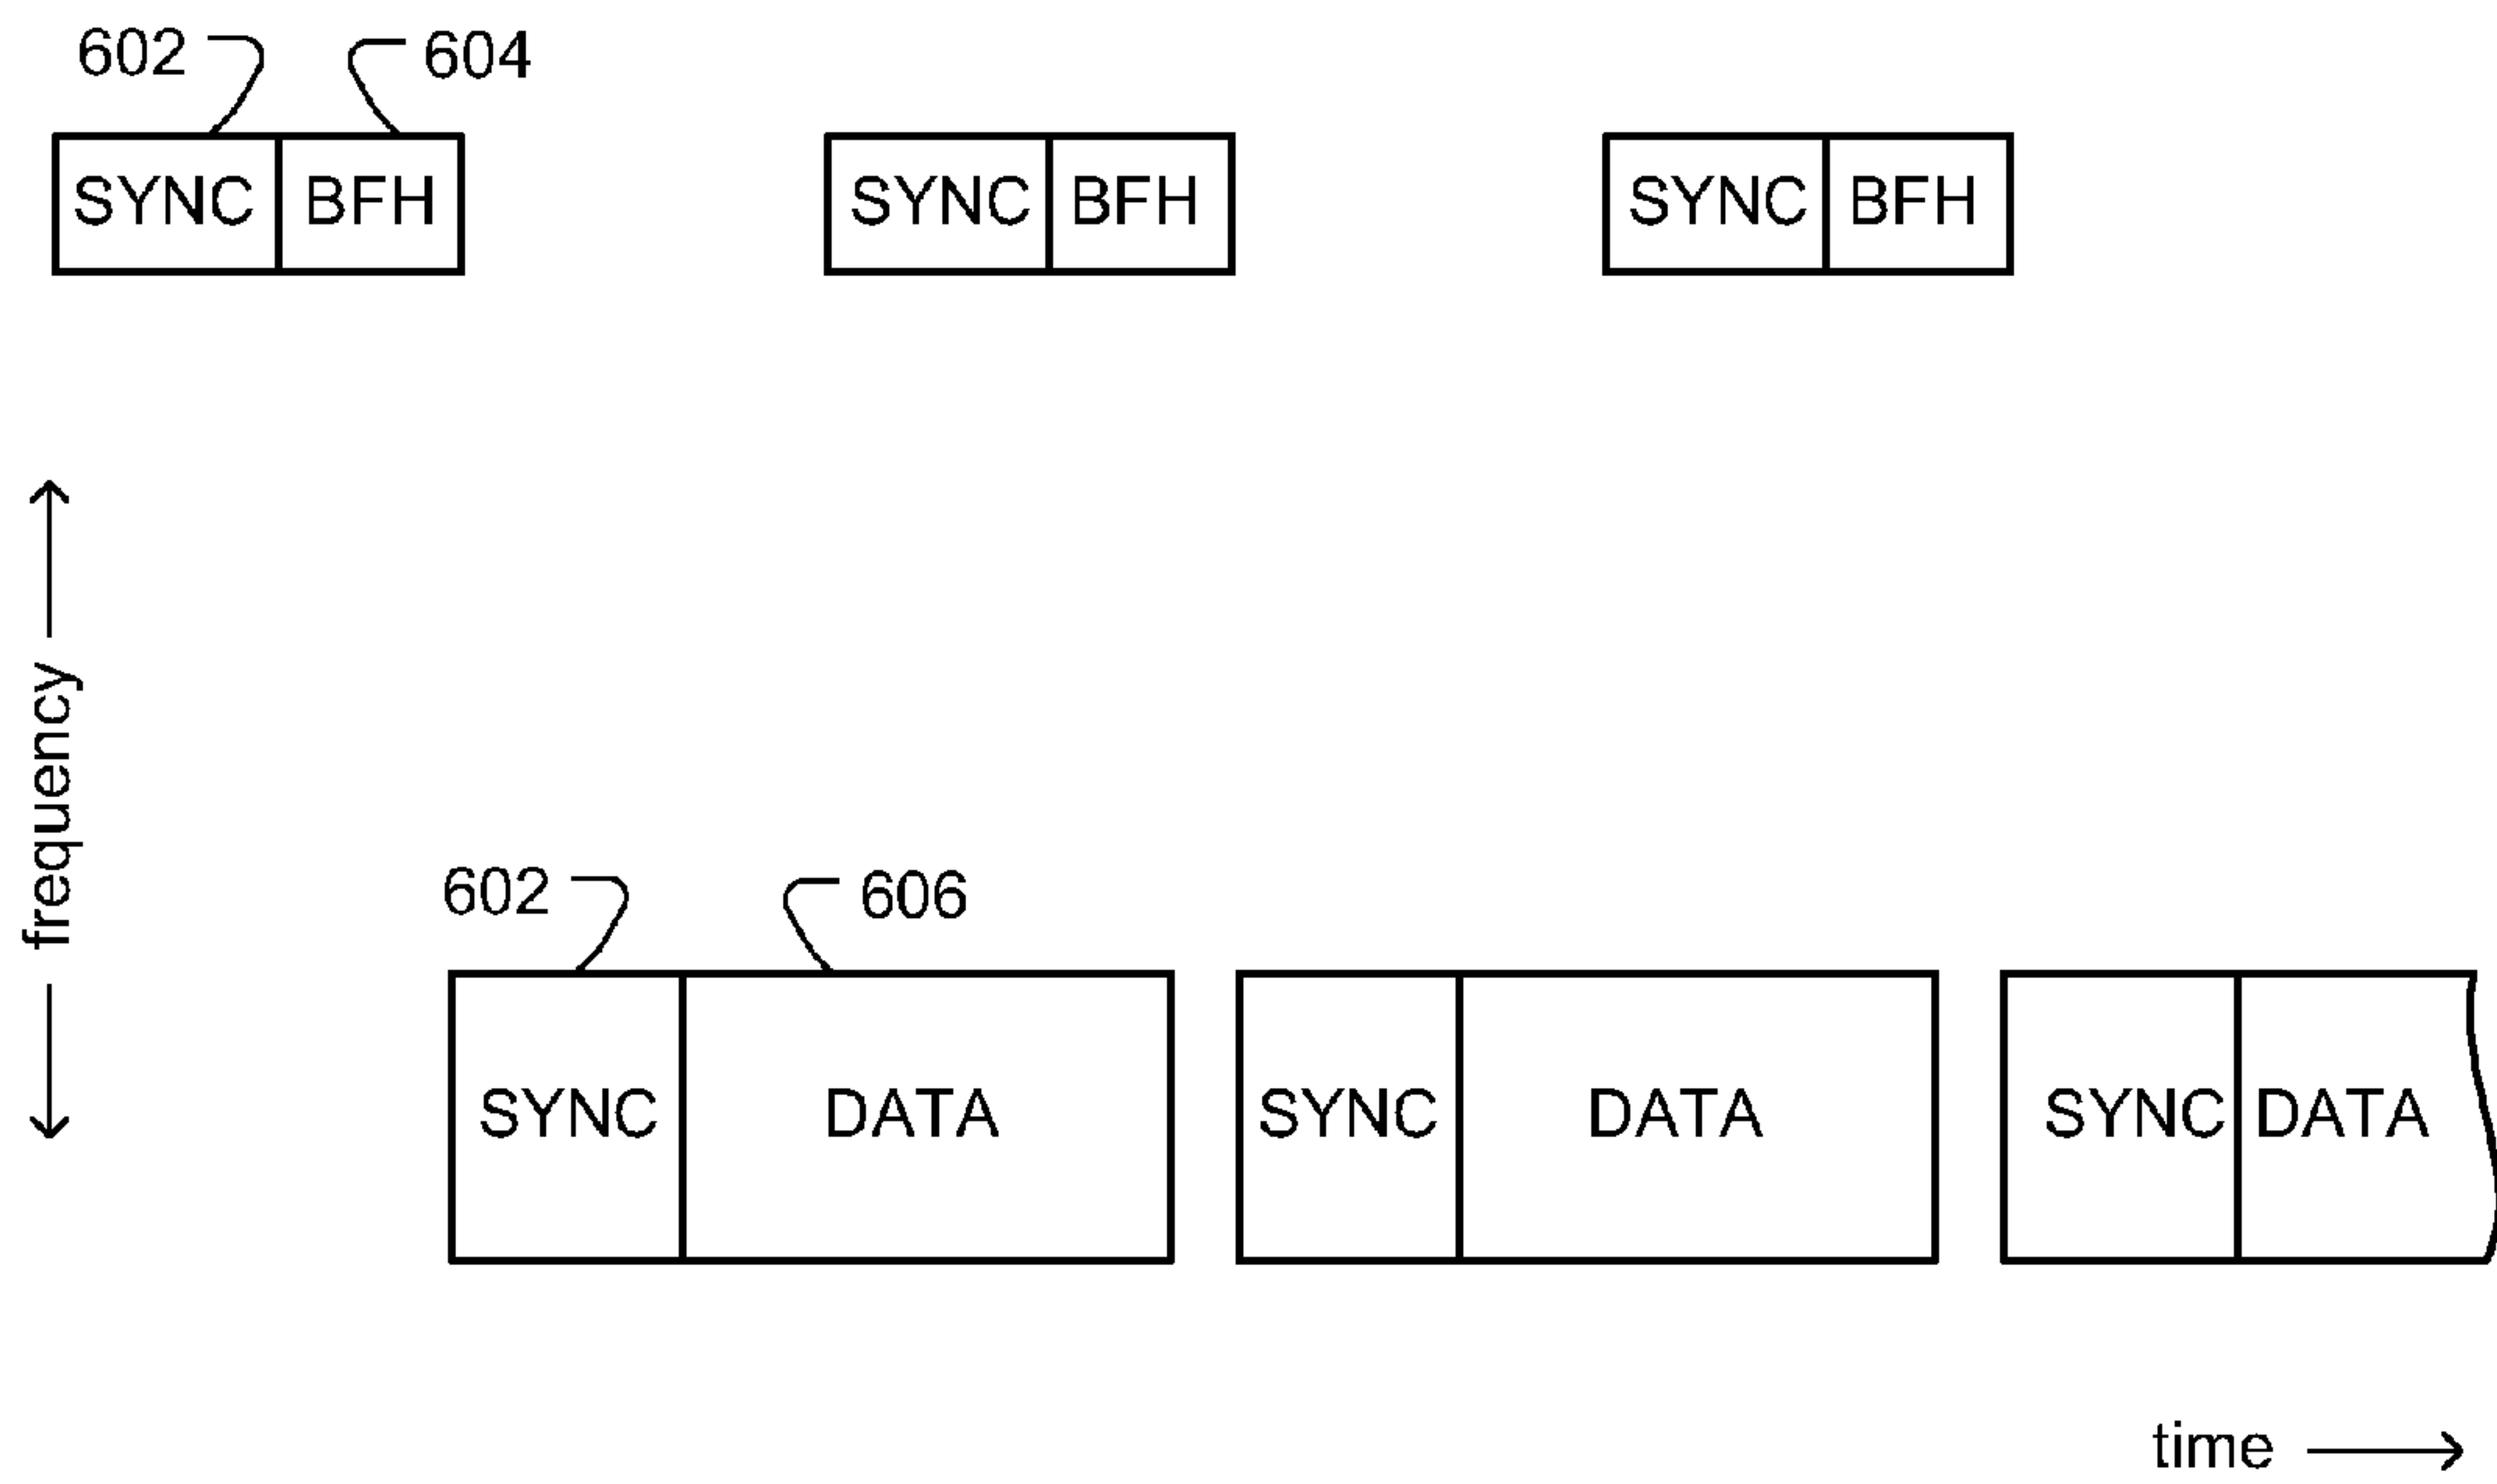 602 604
SYNC BFH SYNC BFH SYNC BFH
frequency
602 606
SYNC DATA SYNC DATA SYNC DATA
time